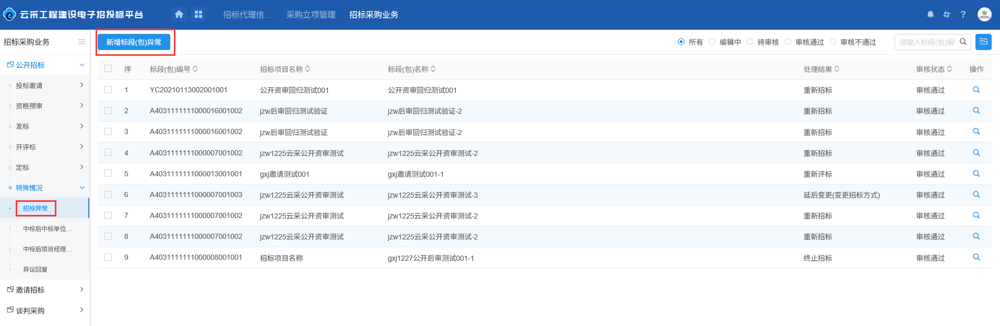 云采工程建设电子招投标平台 招标代理信... 采购立项管理 招标采购业务 ?
招标采购业务
新增标段(包)异常 所有 编辑中 待审核 审核通过 审核不通过 请输入标段(包)编
公开招标
投标邀请
资格预审
发标
开评标
定标
特殊情况
招标异常
中标后中标单位...
中标后项目经理...
异议回复
邀请招标
谈判采购
序 标段(包)编号 招标项目名称 标段(包)名称 处理结果 审核状态 操作
1 YC20210113002001001 公开资审回归测试001 公开资审回归测试001 重新招标 审核通过
2 A4031111111000016001002 jzw后审回归测试验证 jzw后审回归测试验证-2 重新招标 审核通过
3 A4031111111000016001002 jzw后审回归测试验证 jzw后审回归测试验证-2 重新招标 审核通过
4 A4031111111000007001002 jzw1225云采公开资审测试 jzw1225云采公开资审测试-2 重新招标 审核通过
5 A4031111111000013001001 gxj邀请测试001 gxj邀请测试001-1 重新评标 审核通过
6 A4031111111000007001003 jzw1225云采公开资审测试 jzw1225云采公开资审测试-3 延后变更(变更招标方式) 审核通过
7 A4031111111000007001002 jzw1225云采公开资审测试 jzw1225云采公开资审测试-2 重新招标 审核通过
8 A4031111111000007001002 jzw1225云采公开资审测试 jzw1225云采公开资审测试-2 重新招标 审核通过
9 A4031111111000008001001 招标项目名称 gxj1227公开后审测试001-1 终止招标 审核通过